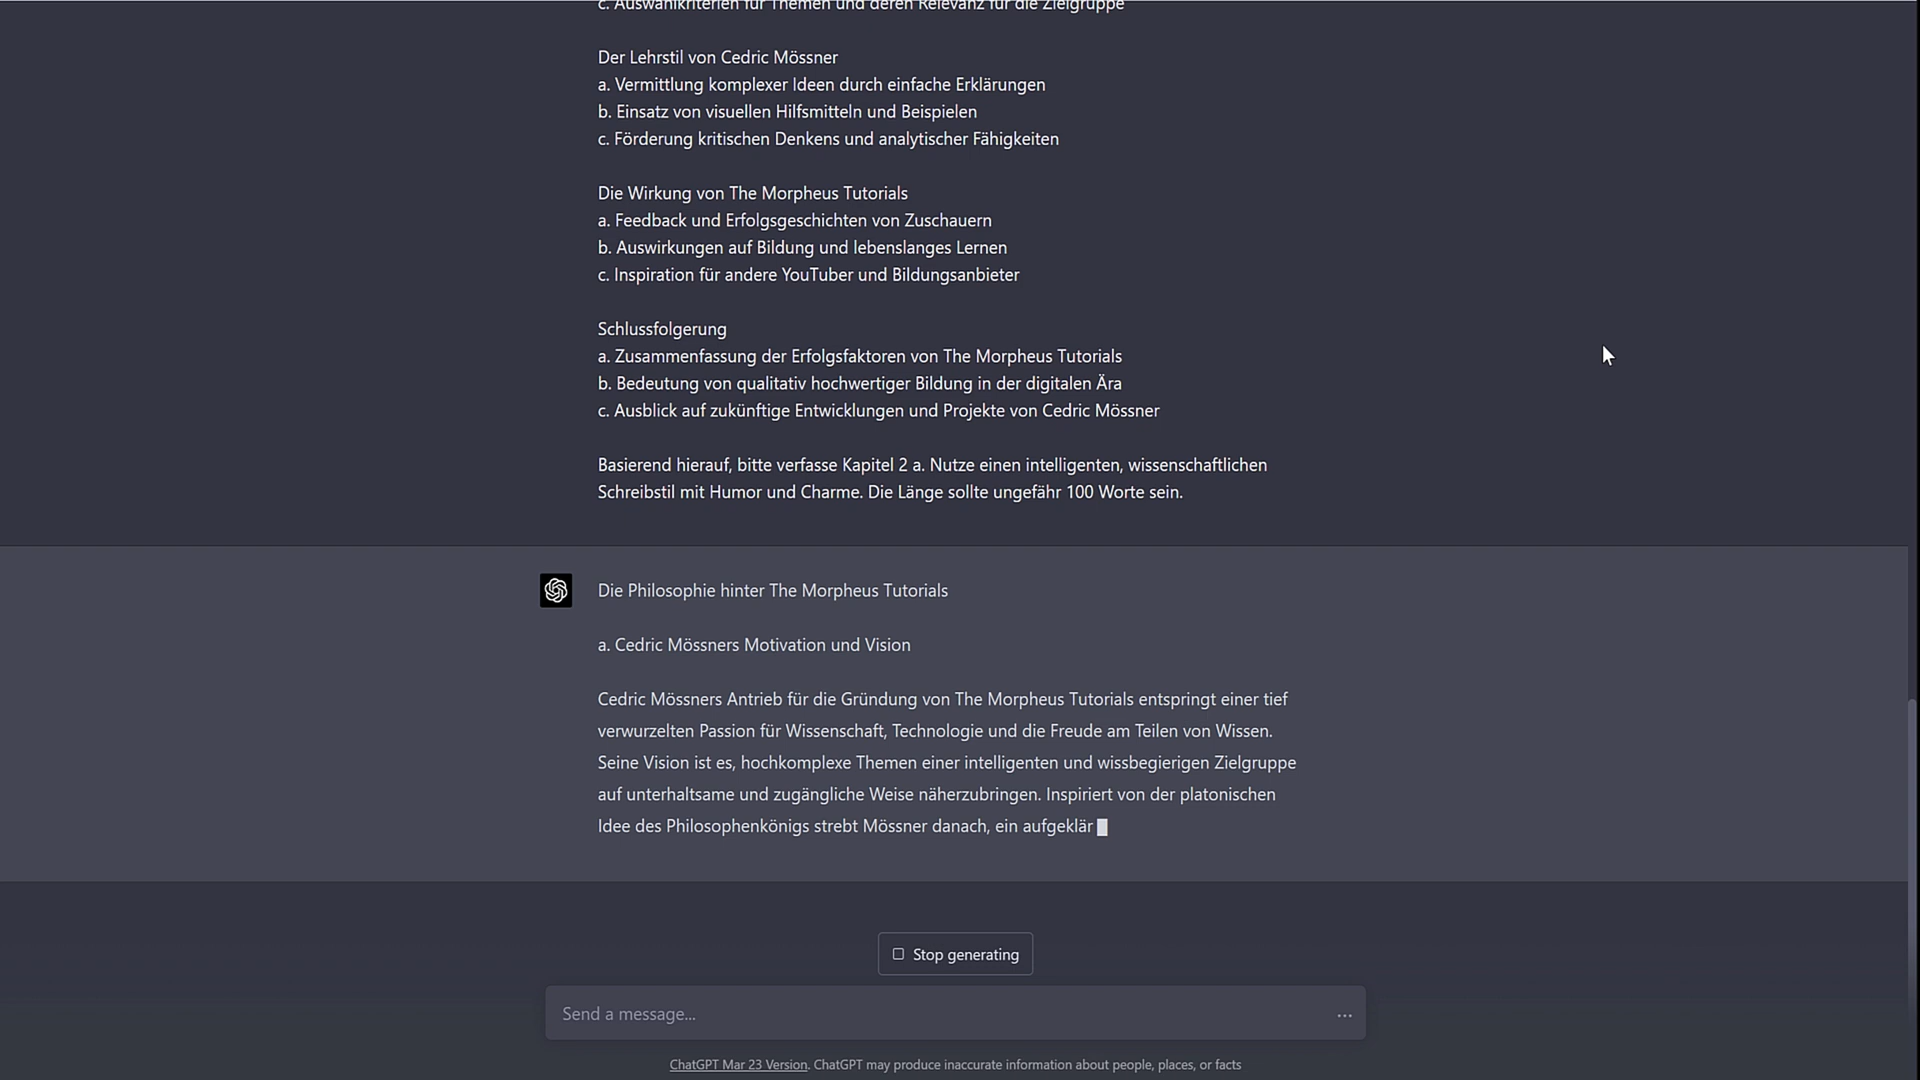 c. Auswahlkriterien für Themen und deren Relevanz für die Zielgruppe
Der Lehrstil von Cedric Mössner
a. Vermittlung komplexer Ideen durch einfache Erklärungen
b. Einsatz von visuellen Hilfsmitteln und Beispielen
c. Förderung kritischen Denkens und analytischer Fähigkeiten
Die Wirkung von The Morpheus Tutorials
a. Feedback und Erfolgsgeschichten von Zuschauern
b. Auswirkungen auf Bildung und lebenslanges Lernen
c. Inspiration für andere YouTuber und Bildungsanbieter
Schlussfolgerung
a. Zusammenfassung der Erfolgsfaktoren von The Morpheus Tutorials
b. Bedeutung von qualitativ hochwertiger Bildung in der digitalen Ära
c. Ausblick auf zukünftige Entwicklungen und Projekte von Cedric Mössner
Basierend hierauf, bitte verfasse Kapitel 2 a. Nutze einen intelligenten, wissenschaftlichen
Schreibstil mit Humor und Charme. Die Länge sollte ungefähr 100 Worte sein.
Die Philosophie hinter The Morpheus Tutorials
a. Cedric Mössners Motivation und Vision
Cedric Mössners Antrieb für die Gründung von The Morpheus Tutorials entspringt einer tief
verwurzelten Passion für Wissenschaft, Technologie und die Freude am Teilen von Wissen.
Seine Vision ist es, hochkomplexe Themen einer intelligenten und wissbegierigen Zielgruppe
auf unterhaltsame und zugängliche Weise näherzubringen. Inspiriert von der platonischen
Idee des Philosophenkönigs strebt Mössner danach, ein aufgeklär
Stop generating
Send a message...
ChatGPT Mar 23 Version. ChatGPT may produce inaccurate information about people, places, or facts